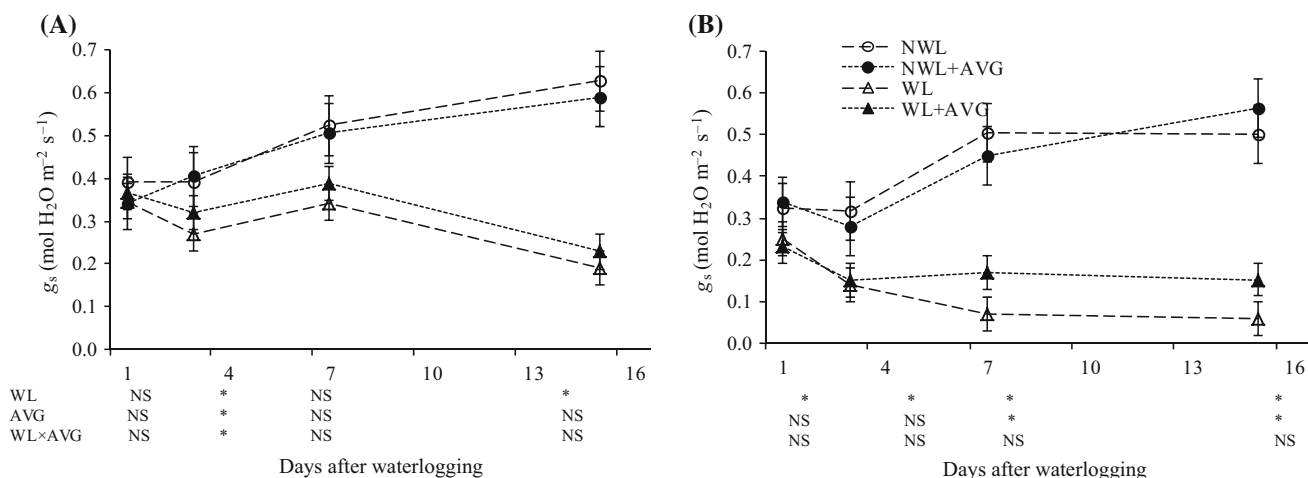 (A)
0.7
0.6
0.5
0.4
0.3
0.2
0.1
0.0
gs (mol H2O m−2 s−1)
1 4 7 10 13 16
WL NS * NS *
AVG NS * NS NS
WL×AVG NS * NS NS
Days after waterlogging
(B)
NWL
NWL+AVG
WL
WL+AVG
0.7
0.6
0.5
0.4
0.3
0.2
0.1
0.0
gs (mol H2O m−2 s−1)
1 4 7 10 13 16
* * * *
NS NS * *
NS NS NS NS
Days after waterlogging